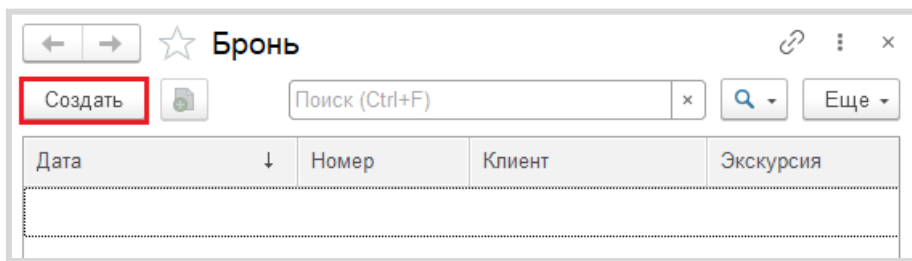 Бронь
Создать Поиск (Ctrl+F) Еще
Дата Номер Клиент Экскурсия